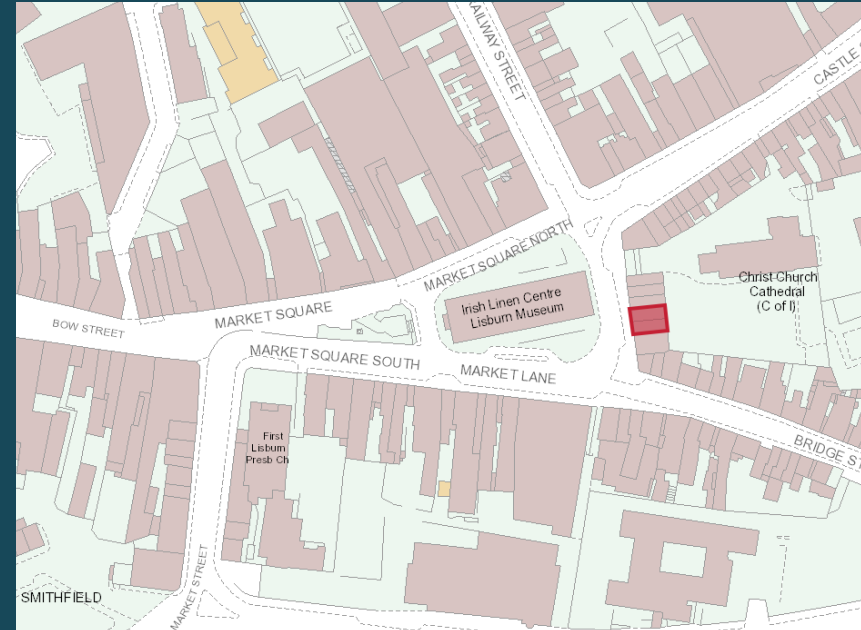 RAILWAY STREET
CASTLE
MARKET SQUARE NORTH
Christ Church
Cathedral
(C of I)
Irish Linen Centre
Lisburn Museum
MARKET SQUARE
BOW STREET
MARKET SQUARE SOUTH
MARKET LANE
First
Lisburn
Presb Ch
BRIDGE S
MARKET STREET
SMITHFIELD